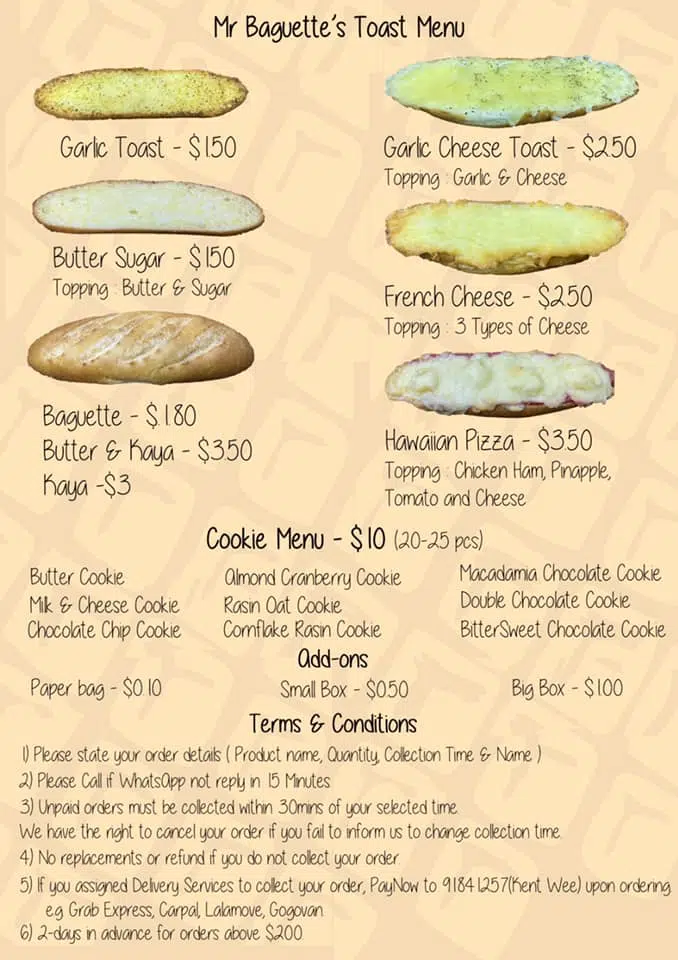 Mr Baguette's Toast Menu
Garlic Toast - $1.50
Garlic Cheese Toast - $2.50
Topping : Garlic & Cheese
Butter Sugar - $1.50
Topping : Butter & Sugar
French Cheese - $2.50
Topping : 3 Types of Cheese
Baguette - $ 1.80
Butter & Kaya - $3.50
Kaya -$3
Hawaiian Pizza - $3.50
Topping : Chicken Ham, Pinapple,
Tomato and Cheese
Cookie Menu - $10 (20-25 pcs)
Butter Cookie
Milk & Cheese Cookie
Chocolate Chip Cookie
Almond Cranberry Cookie
Rasin Oat Cookie
Cornflake Rasin Cookie
Macadamia Chocolate Cookie
Double Chocolate Cookie
BitterSweet Chocolate Cookie
Add-ons
Paper bag - $0.10
Small Box - $0.50
Big Box - $1.00
Terms & Conditions
1) Please state your order details ( Product name, Quantity, Collection Time & Name )
2) Please Call if WhatsApp not reply in 15 Minutes.
3) Unpaid orders must be collected within 30mins of your selected time.
We have the right to cancel your order if you fail to inform us to change collection time.
4) No replacements or refund if you do not collect your order.
5) If you assigned Delivery Services to collect your order, PayNow to 91841257(Kent Wee) upon ordering.
e.g. Grab Express, Carpal, Lalamove, Gogovan.
6) 2-days in advance for orders above $200.